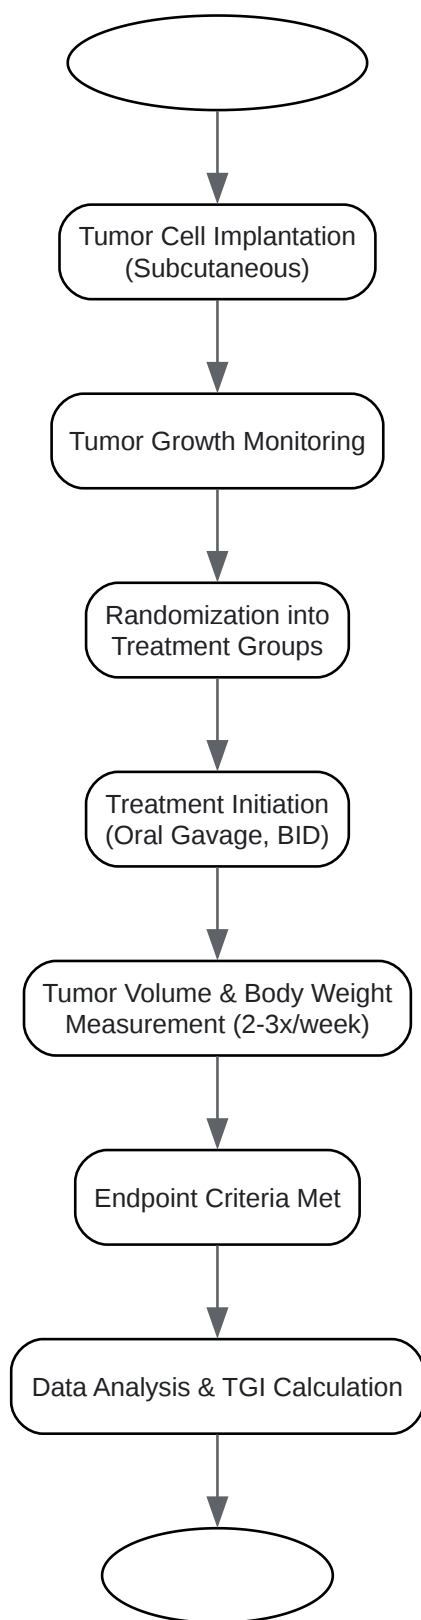 Tumor Cell Implantation
(Subcutaneous)
Tumor Growth Monitoring
Randomization into
Treatment Groups
Treatment Initiation
(Oral Gavage, BID)
Tumor Volume & Body Weight
Measurement (2-3x/week)
Endpoint Criteria Met
Data Analysis & TGI Calculation